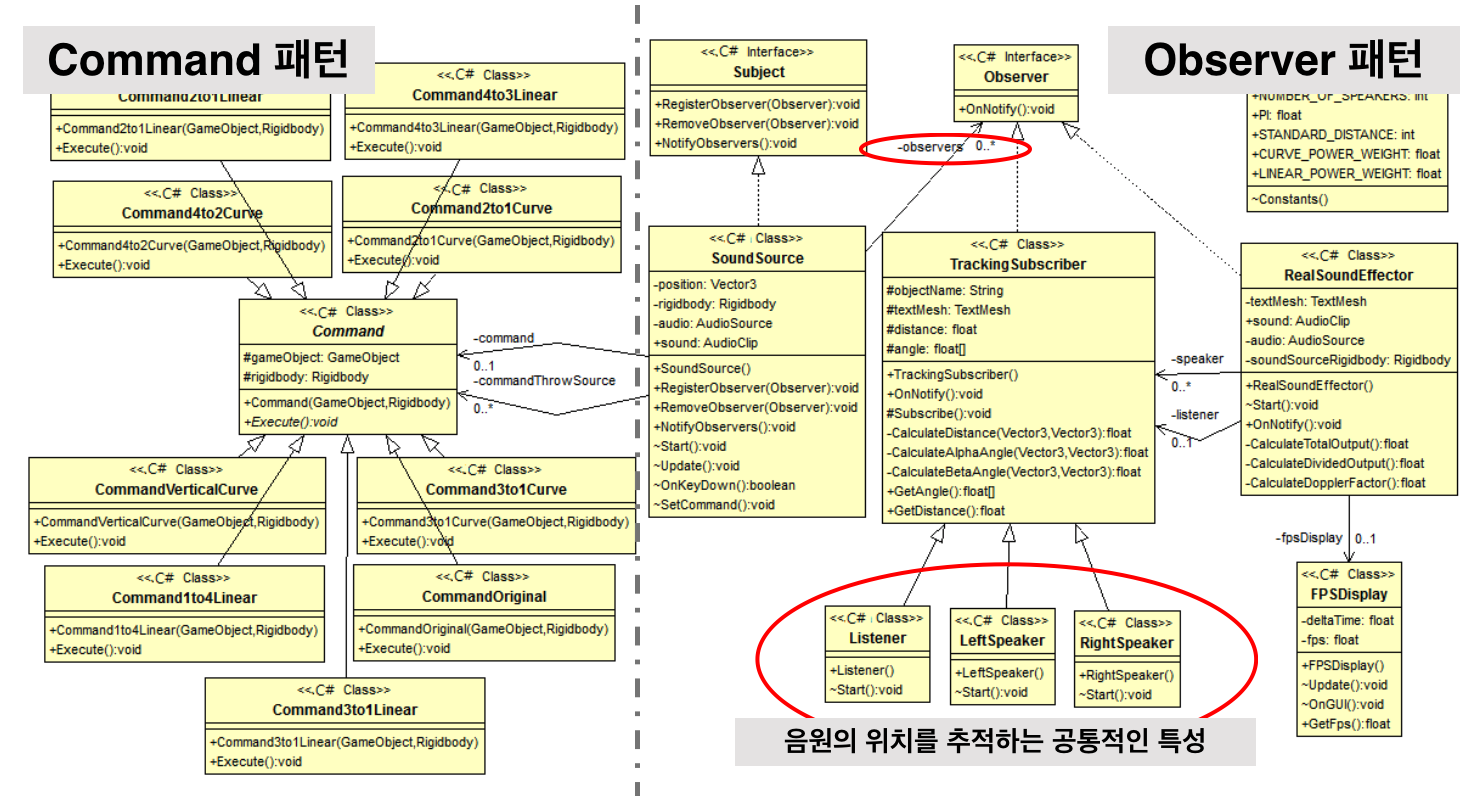 Command 패턴
<<.C# Class>>
Command2to1Linear
+Command2to1Linear(GameObject,Rigidbody)
+Execute():void
<<.C# Class>>
Command4to3Linear
+Command4to3Linear(GameObject,Rigidbody)
+Execute():void
<<.C# Class>>
Command4to2Curve
+Command4to2Curve(GameObject,Rigidbody)
+Execute():void
<<.C# Class>>
Command2to1Curve
+Command2to1Curve(GameObject,Rigidbody)
+Execute():void
<<.C# Class>>
Command
#gameObject: GameObject
#rigidbody: Rigidbody
+Command(GameObject,Rigidbody)
+Execute():void
-command
0..1
-commandThrowSource
0..*
<<.C# Class>>
CommandVerticalCurve
+CommandVerticalCurve(GameObject,Rigidbody)
+Execute():void
<<.C# Class>>
Command3to1Curve
+Command3to1Curve(GameObject,Rigidbody)
+Execute():void
<<.C# Class>>
Command1to4Linear
+Command1to4Linear(GameObject,Rigidbody)
+Execute():void
<<.C# Class>>
CommandOriginal
+CommandOriginal(GameObject,Rigidbody)
+Execute():void
<<.C# Class>>
Command3to1Linear
+Command3to1Linear(GameObject,Rigidbody)
+Execute():void
Observer 패턴
<<.C# Interface>>
Subject
+RegisterObserver(Observer):void
+RemoveObserver(Observer):void
+NotifyObservers():void
<<.C# Interface>>
Observer
+OnNotify():void
-observers 0..*
+NUMBER_OF_SPEAKERS: int
+PI: float
+STANDARD_DISTANCE: int
+CURVE_POWER_WEIGHT: float
+LINEAR_POWER_WEIGHT: float
~Constants()
<<.C# Class>>
SoundSource
-position: Vector3
-rigidbody: Rigidbody
-audio: AudioSource
+sound: AudioClip
+SoundSource()
+RegisterObserver(Observer):void
+RemoveObserver(Observer):void
+NotifyObservers():void
~Start():void
~Update():void
~OnKeyDown():boolean
~SetCommand():void
<<.C# Class>>
TrackingSubscriber
#objectName: String
#textMesh: TextMesh
#distance: float
#angle: float[]
+TrackingSubscriber()
+OnNotify():void
#Subscribe():void
-CalculateDistance(Vector3,Vector3):float
-CalculateAlphaAngle(Vector3,Vector3):float
-CalculateBetaAngle(Vector3,Vector3):float
+GetAngle():float[]
+GetDistance():float
<<.C# Class>>
RealSoundEffector
-textMesh: TextMesh
+sound: AudioClip
-audio: AudioSource
-soundSourceRigidbody: Rigidbody
+RealSoundEffector()
~Start():void
+OnNotify():void
-CalculateTotalOutput():float
-CalculateDividedOutput():float
-CalculateDopplerFactor():float
-speaker
0..*
-listener
0..1
-fpsDisplay 0..1
<<.C# Class>>
Listener
+Listener()
~Start():void
<<.C# Class>>
LeftSpeaker
+LeftSpeaker()
~Start():void
<<.C# Class>>
RightSpeaker
+RightSpeaker()
~Start():void
<<.C# Class>>
FPSDisplay
-deltaTime: float
-fps: float
+FPSDisplay()
~Update():void
~OnGUI():void
+GetFps():float
음원의 위치를 추적하는 공통적인 특성